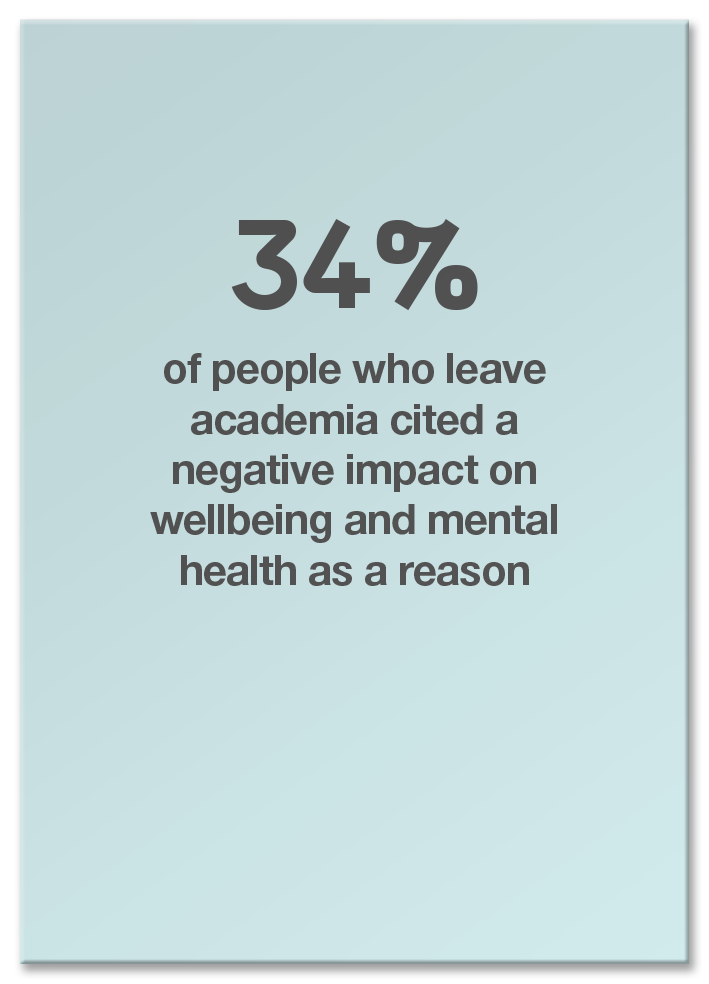 34%
of people who leave
academia cited a
negative impact on
wellbeing and mental
health as a reason